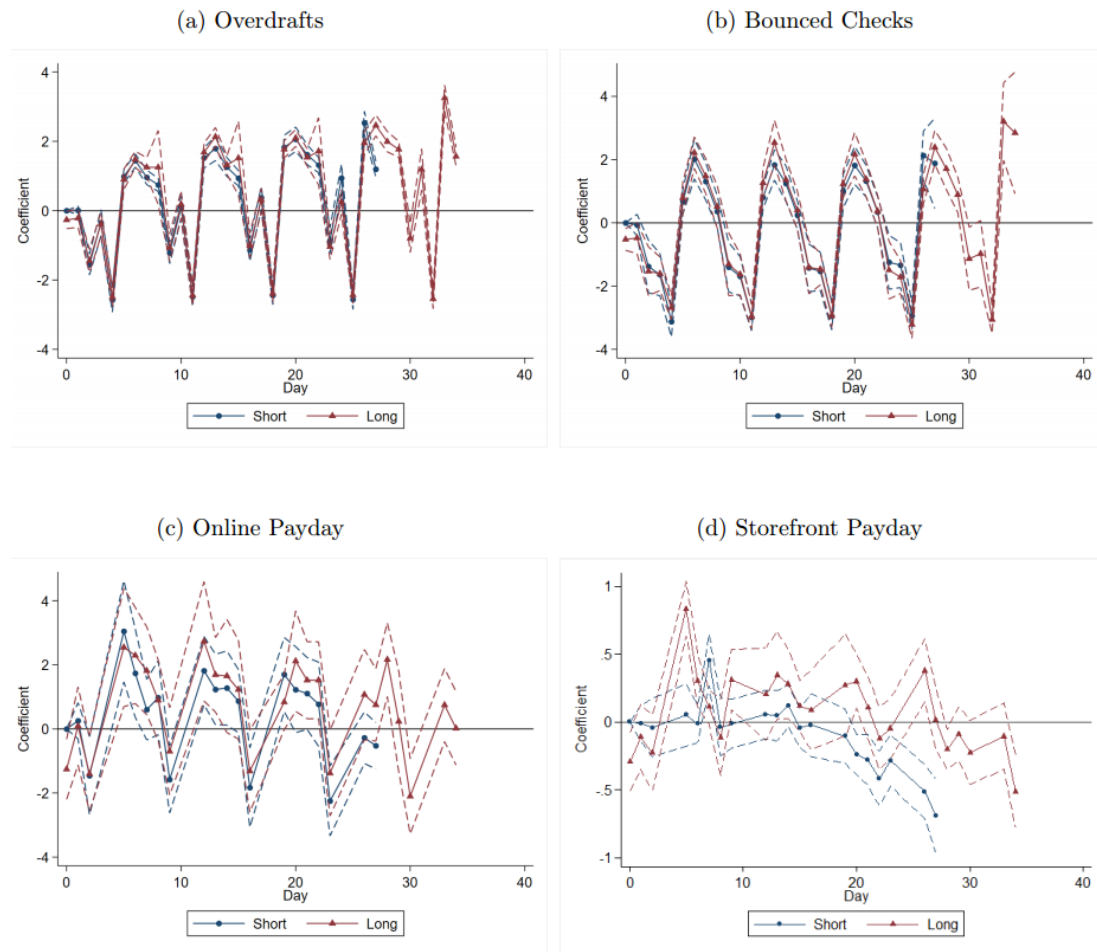 (a) Overdrafts
(b) Bounced Checks
4
2
0
-2
-4
Coefficient
0 10 20 30 40
Day
Short Long
4
2
0
-2
-4
Coefficient
0 10 20 30 40
Day
Short Long
(c) Online Payday
(d) Storefront Payday
4
2
0
-2
-4
Coefficient
0 10 20 30 40
Day
Short Long
1
.5
0
-.5
-1
Coefficient
0 10 20 30 40
Day
Short Long